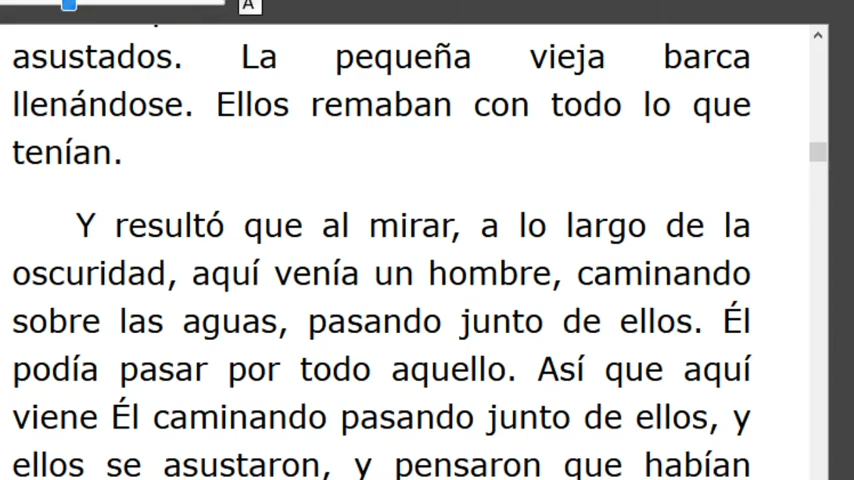 A
asustados. La pequeña vieja barca
llenándose. Ellos remaban con todo lo que
tenían.
Y resultó que al mirar, a lo largo de la
oscuridad, aquí venía un hombre, caminando
sobre las aguas, pasando junto de ellos. Él
podía pasar por todo aquello. Así que aquí
viene Él caminando pasando junto de ellos, y
ellos se asustaron, y pensaron que habían